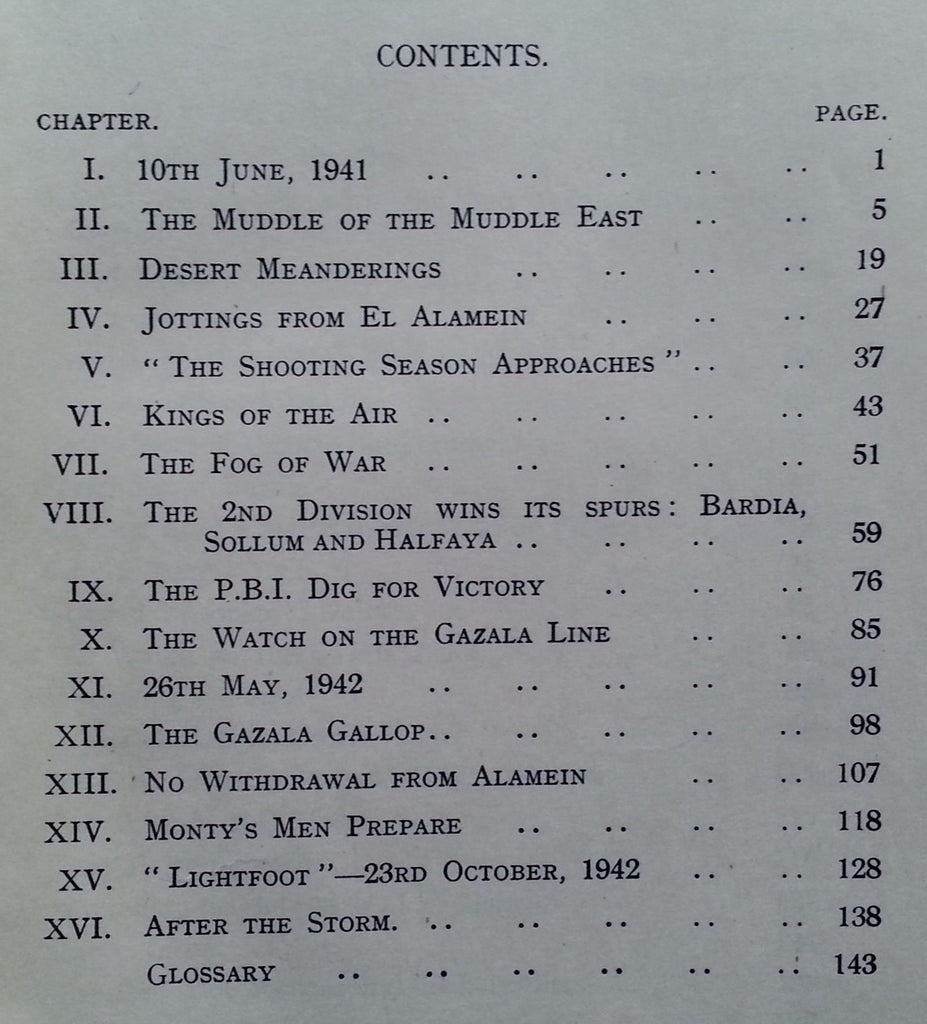 CONTENTS.
CHAPTER. PAGE.
I. 10TH JUNE, 1941 .. .. .. .. .. 1
II. THE MUDDLE OF THE MUDDLE EAST .. .. 5
III. DESERT MEANDERINGS .. .. .. .. 19
IV. JOTTINGS FROM EL ALAMEIN .. .. .. 27
V. “ THE SHOOTING SEASON APPROACHES ” .. .. 37
VI. KINGS OF THE AIR .. .. .. .. .. 43
VII. THE FOG OF WAR .. .. .. .. .. 51
VIII. THE 2ND DIVISION WINS ITS SPURS : BARDIA,
SOLLUM AND HALFAYA .. .. .. .. 59
IX. THE P.B.I. DIG FOR VICTORY .. .. .. 76
X. THE WATCH ON THE GAZALA LINE .. .. 85
XI. 26TH MAY, 1942 .. .. .. .. .. 91
XII. THE GAZALA GALLOP .. .. .. .. .. 98
XIII. NO WITHDRAWAL FROM ALAMEIN .. .. 107
XIV. MONTY'S MEN PREPARE .. .. .. .. 118
XV. “ LIGHTFOOT ”—23RD OCTOBER, 1942 .. .. 128
XVI. AFTER THE STORM. .. .. .. .. .. 138
GLOSSARY .. .. .. .. .. .. 143